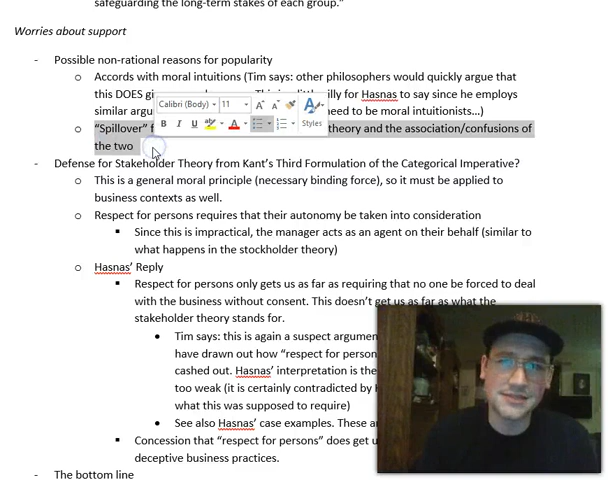 safeguarding the long-term stakes of each group."
Worries about support
- Possible non-rational reasons for popularity
o Accords with moral intuitions (Tim says: other philosophers would quickly argue that
this DOES gi
lly for Hasnas to say since he employs
similar argu
need to be moral intuitionists...)
Calibri (Body) 11 A A A
B I U A Styles
o "Spillover" f
theory and the association/confusions of
the two
- Defense for Stakeholder Theory from Kant's Third Formulation of the Categorical Imperative?
o This is a general moral principle (necessary binding force), so it must be applied to
business contexts as well.
o Respect for persons requires that their autonomy be taken into consideration
▪ Since this is impractical, the manager acts as an agent on their behalf (similar to
what happens in the stockholder theory)
o Hasnas' Reply
▪ Respect for persons only gets us as far as requiring that no one be forced to deal
with the business without consent. This doesn't get us as far as what the
stakeholder theory stands for.
• Tim says: this is again a suspect argumen
have drawn out how "respect for person
cashed out. Hasnas' interpretation is the
too weak (it is certainly contradicted by
what this was supposed to require)
• See also Hasnas' case examples. These a
▪ Concession that "respect for persons" does get u
deceptive business practices.
- The bottom line